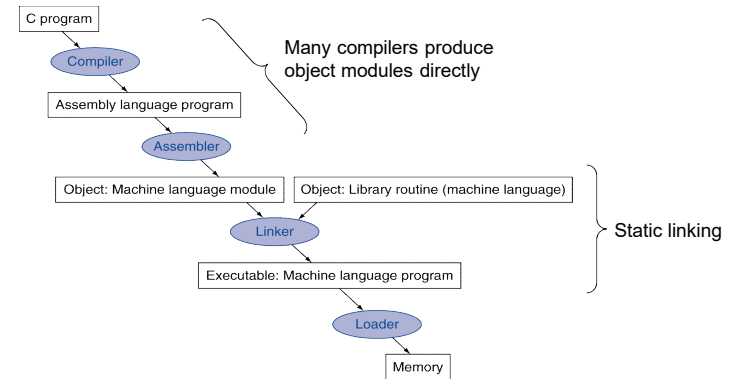 C program
Many compilers produce
object modules directly
Compiler
Assembly language program
Assembler
Object: Machine language module
Object: Library routine (machine language)
Linker
Static linking
Executable: Machine language program
Loader
Memory